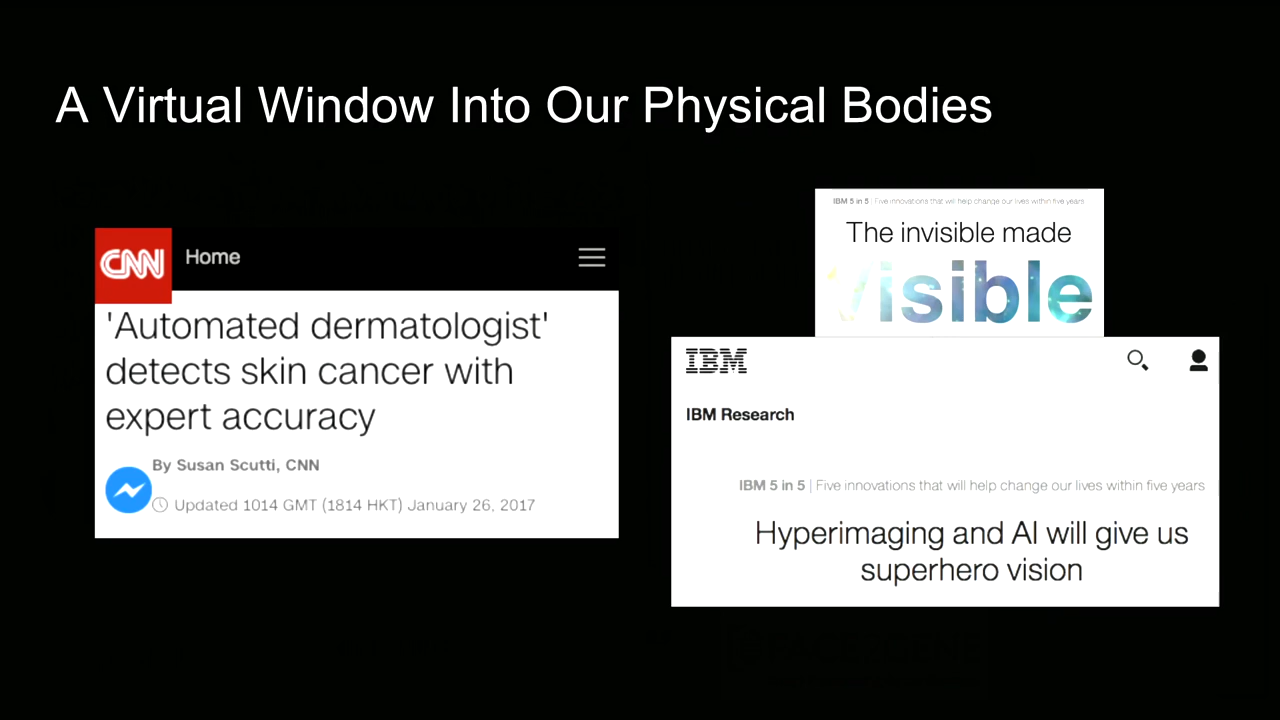 A Virtual Window Into Our Physical Bodies
CNN Home
'Automated dermatologist'
detects skin cancer with
expert accuracy
By Susan Scutti, CNN
Updated 1014 GMT (1814 HKT) January 26, 2017
IBM 5 in 5 | Five innovations that will help change our lives within five years
The invisible made
visible
IBM
IBM Research
IBM 5 in 5 | Five innovations that will help change our lives within five years
Hyperimaging and AI will give us
superhero vision